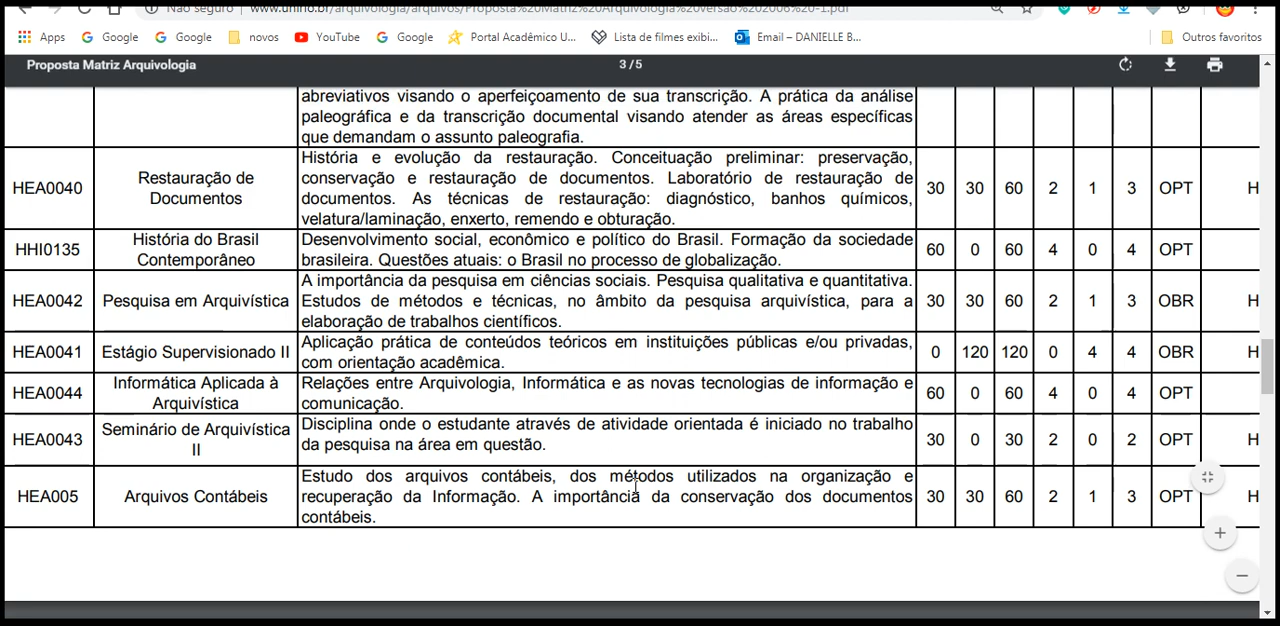 Não seguro | www.unirio.br/arquivologia/arquivos/Proposta%20Matriz%20Arquivologia%20versao%202006%20-1.pdf
Apps Google Google novos YouTube Google Portal Acadêmico U... Lista de filmes exibi... Email – DANIELLE B... Outros favoritos
Proposta Matriz Arquivologia 3 / 5
abreviativos visando o aperfeiçoamento de sua transcrição. A prática da análise
paleográfica e da transcrição documental visando atender as áreas específicas
que demandam o assunto paleografia.
HEA0040 Restauração de Documentos
História e evolução da restauração. Conceituação preliminar: preservação,
conservação e restauração de documentos. Laboratório de restauração de
documentos. As técnicas de restauração: diagnóstico, banhos químicos,
velatura/laminação, enxerto, remendo e obturação.
30 30 60 2 1 3 OPT H
HHI0135 História do Brasil Contemporâneo
Desenvolvimento social, econômico e político do Brasil. Formação da sociedade
brasileira. Questões atuais: o Brasil no processo de globalização.
60 0 60 4 0 4 OPT
HEA0042 Pesquisa em Arquivística
A importância da pesquisa em ciências sociais. Pesquisa qualitativa e quantitativa.
Estudos de métodos e técnicas, no âmbito da pesquisa arquivística, para a
elaboração de trabalhos científicos.
30 30 60 2 1 3 OBR H
HEA0041 Estágio Supervisionado II
Aplicação prática de conteúdos teóricos em instituições públicas e/ou privadas,
com orientação acadêmica.
0 120 120 0 4 4 OBR H
HEA0044 Informática Aplicada à Arquivística
Relações entre Arquivologia, Informática e as novas tecnologias de informação e
comunicação.
60 0 60 4 0 4 OPT
HEA0043 Seminário de Arquivística II
Disciplina onde o estudante através de atividade orientada é iniciado no trabalho
da pesquisa na área em questão.
30 0 30 2 0 2 OPT H
HEA005 Arquivos Contábeis
Estudo dos arquivos contábeis, dos métodos utilizados na organização e
recuperação da Informação. A importância da conservação dos documentos
contábeis.
30 30 60 2 1 3 OPT H